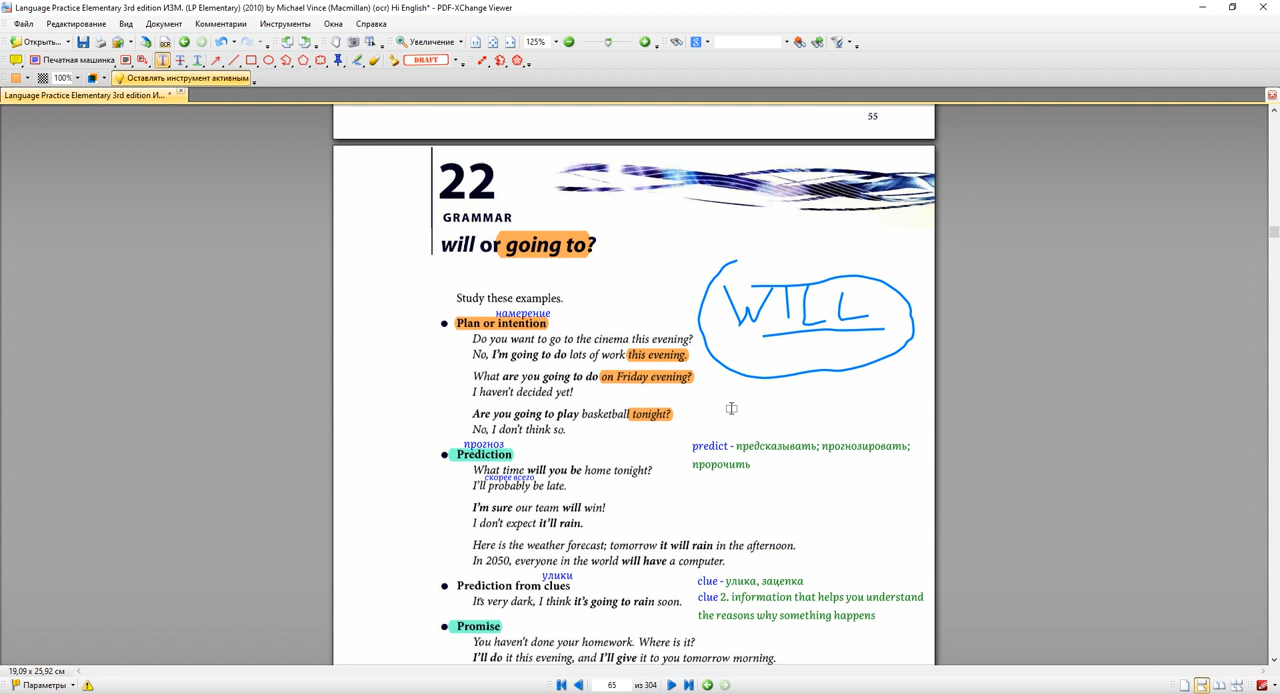 Language Practice Elementary 3rd edition ИЗМ. (LP Elementary) (2010) by Michael Vince (Macmillan) (ocr) Hi English* - PDF-XChange Viewer
Файл Редактирование Вид Документ Комментарии Инструменты Окна Справка
Открыть... OCR Увеличение 125%
Печатная машинка DRAFT
100% Оставлять инструмент активным
Language Practice Elementary 3rd edition И... *
55
22
GRAMMAR
will or going to?
WILL
Study these examples.
намерение
Plan or intention
Do you want to go to the cinema this evening?
No, I'm going to do lots of work this evening.
What are you going to do on Friday evening?
I haven't decided yet!
Are you going to play basketball tonight?
No, I don't think so.
прогноз
Prediction
predict - предсказывать; прогнозировать;
пророчить
What time will you be home tonight?
скорее всего
I'll probably be late.
I'm sure our team will win!
I don't expect it'll rain.
Here is the weather forecast; tomorrow it will rain in the afternoon.
In 2050, everyone in the world will have a computer.
улики
Prediction from clues
clue - улика, зацепка
clue 2. information that helps you understand
the reasons why something happens
It's very dark, I think it's going to rain soon.
Promise
You haven't done your homework. Where is it?
I'll do it this evening, and I'll give it to you tomorrow morning.
19,09 x 25,92 см
Параметры 65 из 304